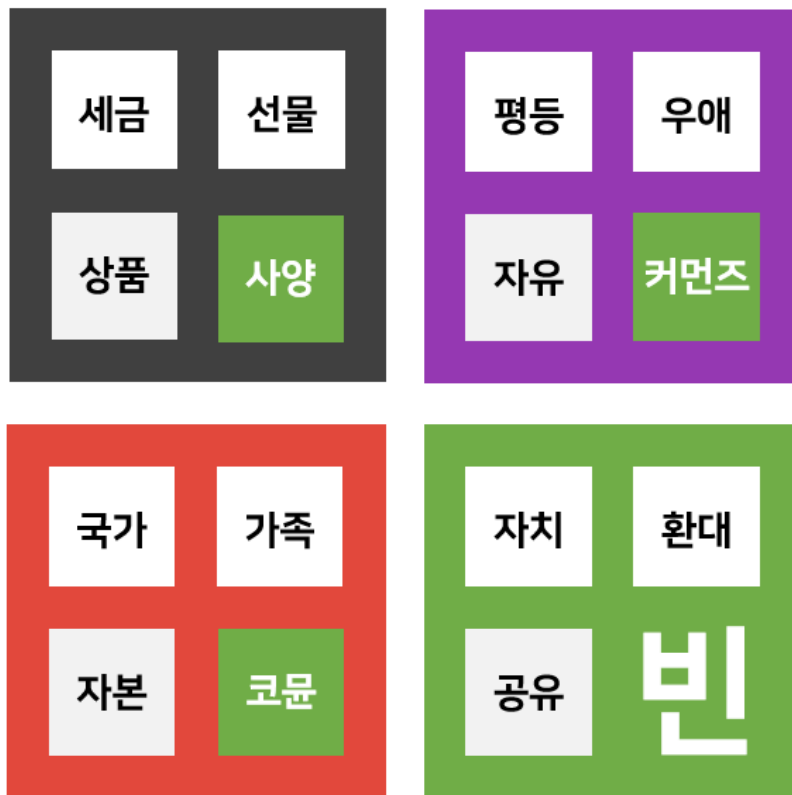 세금 선물
상품 사양
평등 우애
자유 커먼즈
국가 가족
자본 코뮨
자치 환대
공유 빈